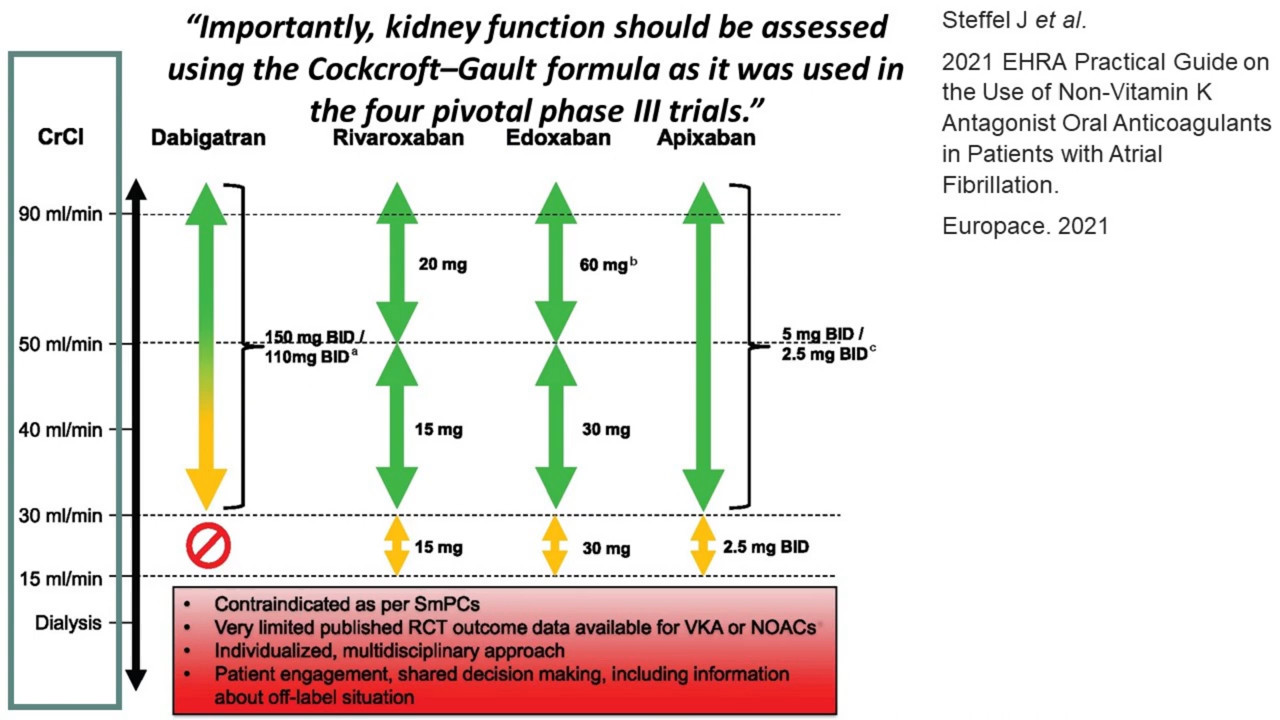 “Importantly, kidney function should be assessed
using the Cockcroft–Gault formula as it was used in
the four pivotal phase III trials.”
Steffel J et al.
2021 EHRA Practical Guide on
the Use of Non-Vitamin K
Antagonist Oral Anticoagulants
in Patients with Atrial
Fibrillation.
Europace. 2021
CrCl
Dabigatran
Rivaroxaban
Edoxaban
Apixaban
90 ml/min
20 mg
60 mg b
50 ml/min
150 mg BID /
110mg BID a
5 mg BID /
2.5 mg BID c
40 ml/min
15 mg
30 mg
30 ml/min
15 mg
30 mg
2.5 mg BID
15 ml/min
Dialysis
• Contraindicated as per SmPCs
• Very limited published RCT outcome data available for VKA or NOACs
• Individualized, multidisciplinary approach
• Patient engagement, shared decision making, including information
about off-label situation